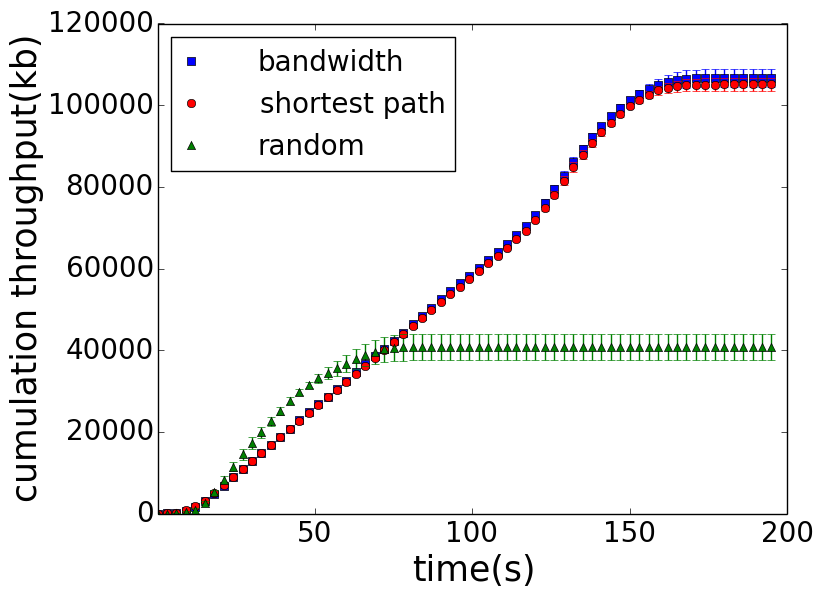 120000
100000
80000
60000
40000
20000
0
cumulation throughput(kb)
bandwidth
shortest path
random
50 100 150 200
time(s)